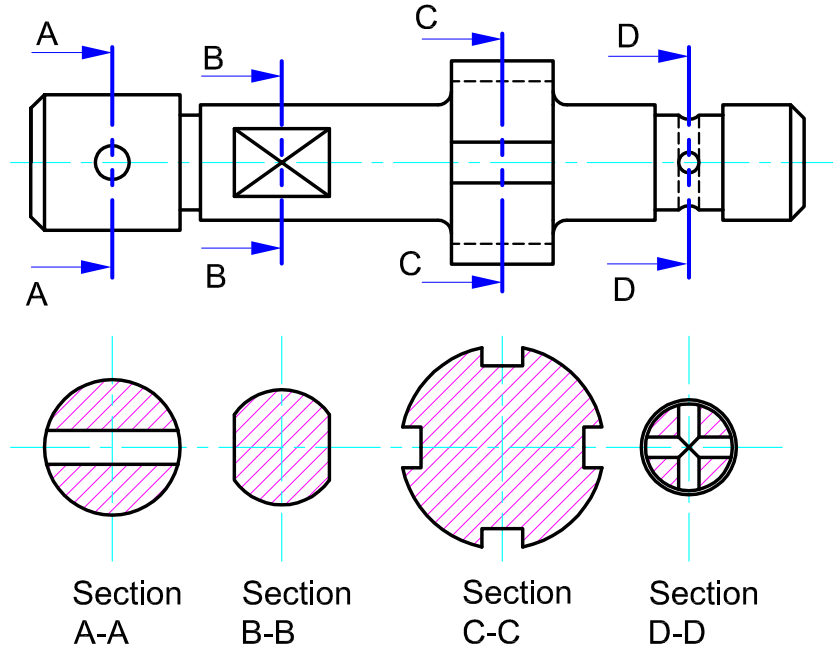 A
B
C
D
A
B
C
D
Section
A-A
Section
B-B
Section
C-C
Section
D-D